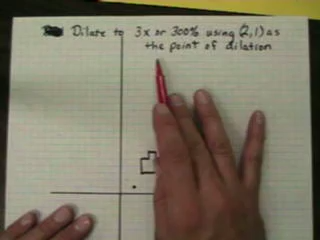 Dilate to 3x or 300% using (2,1) as
the point of dilation